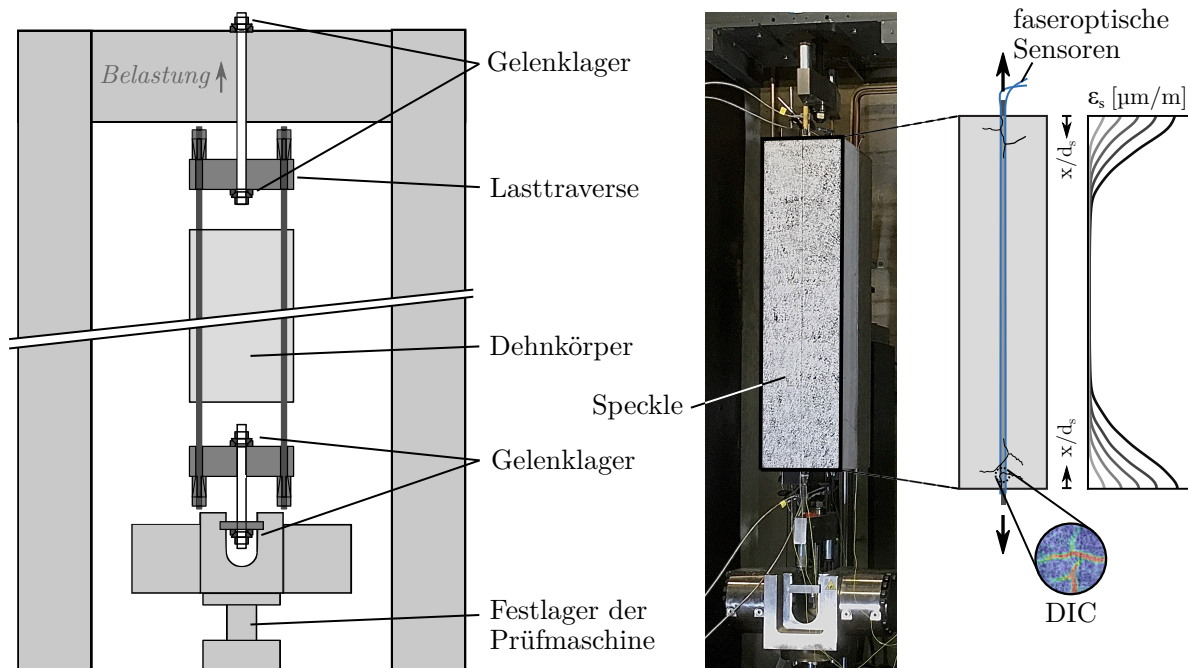 Belastung
Gelenklager
Lasttraverse
Dehnkörper
Gelenklager
Festlager der
Prüfmaschine
Speckle
faseroptische
Sensoren
εs [µm/m]
x/ds
x/ds
DIC